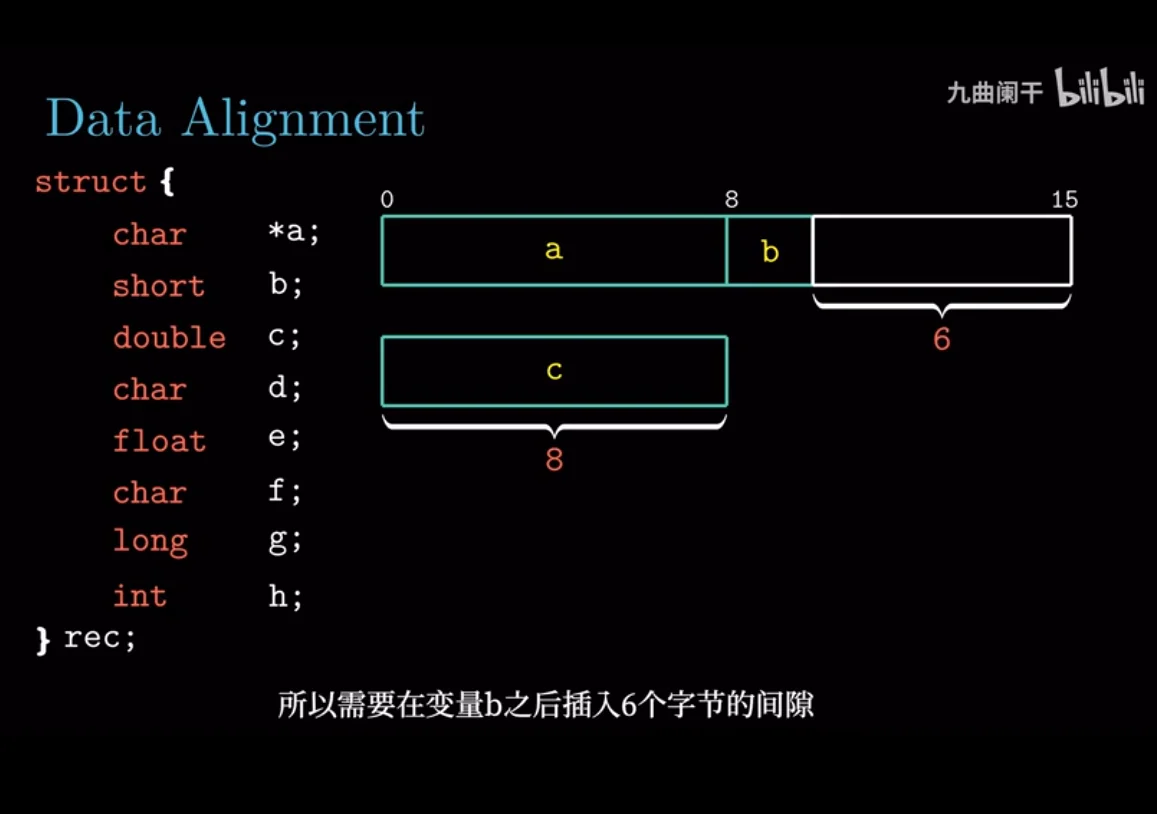 九曲阑干 bilibili
Data Alignment
struct {
char *a;
short b;
double c;
char d;
float e;
char f;
long g;
int h;
} rec;
0 8 15
a b
6
c
8
所以需要在变量b之后插入6个字节的间隙